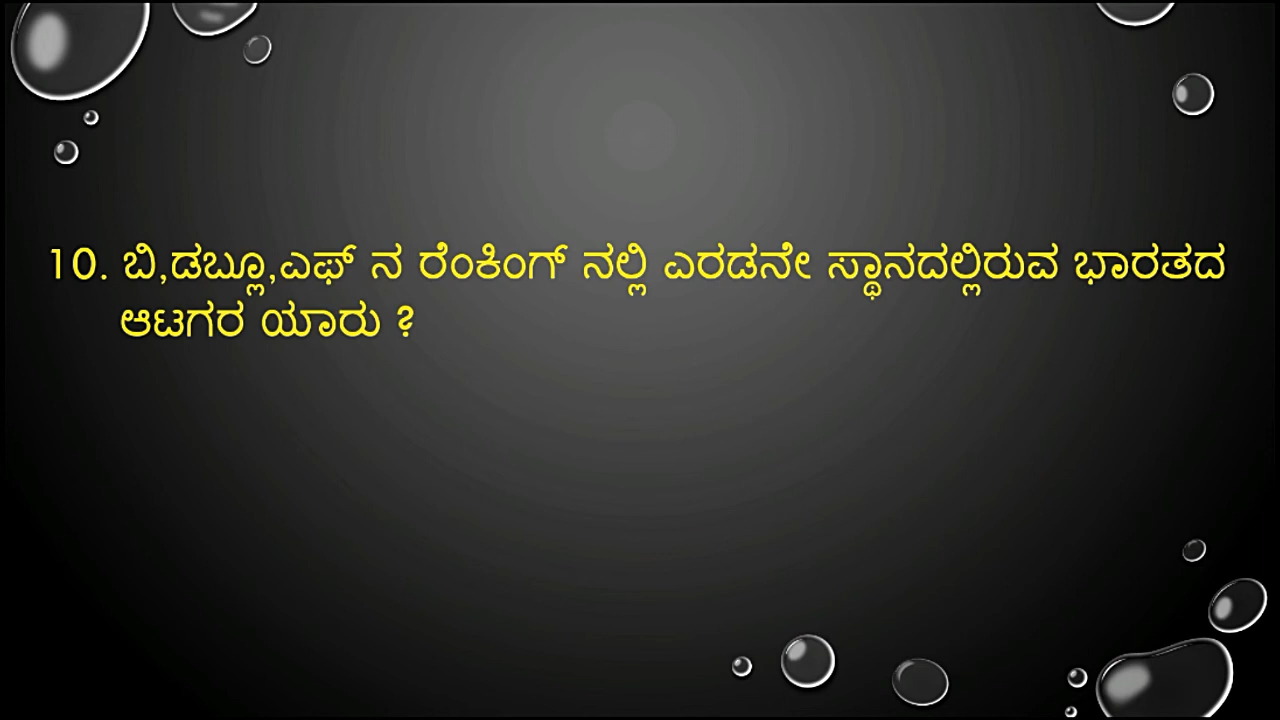 10. ಬಿ,ಡಬ್ಲೂ,ಎಫ್ ನ ರೆಂಕಿಂಗ್ ನಲ್ಲಿ ಎರಡನೇ ಸ್ಥಾನದಲ್ಲಿರುವ ಭಾರತದ
ಆಟಗರ ಯಾರು ?